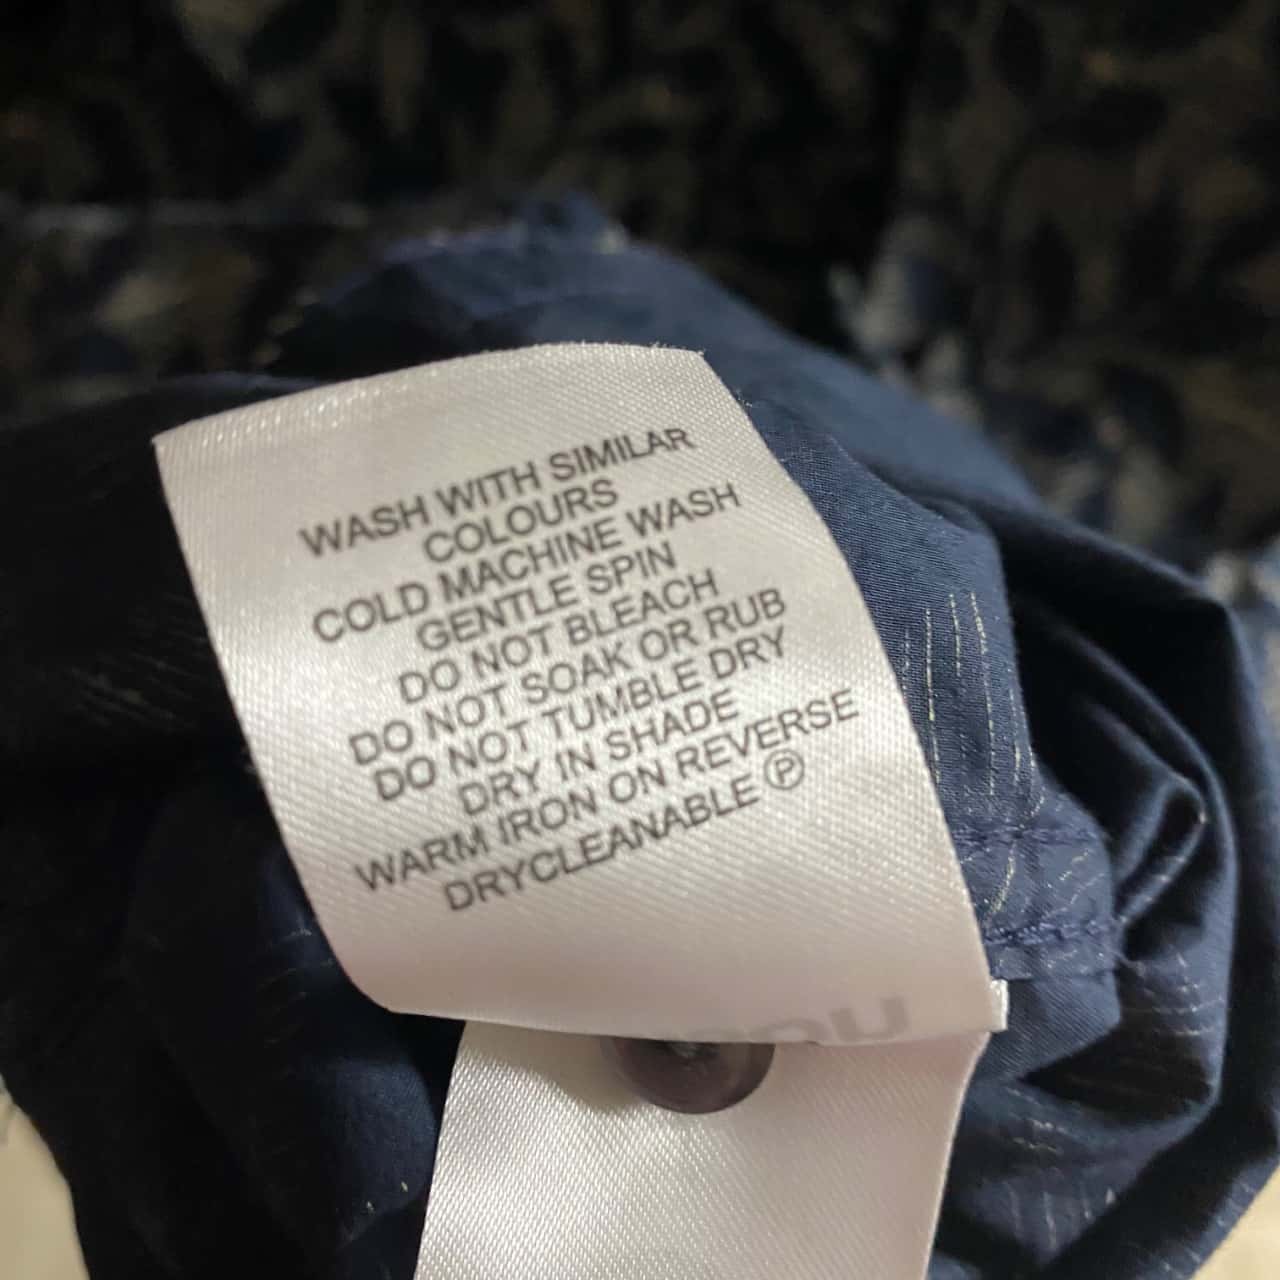 WASH WITH SIMILAR
COLOURS
COLD MACHINE WASH
GENTLE SPIN
DO NOT BLEACH
DO NOT SOAK OR RUB
DO NOT TUMBLE DRY
DRY IN SHADE
WARM IRON ON REVERSE
DRYCLEANABLE Ⓟ